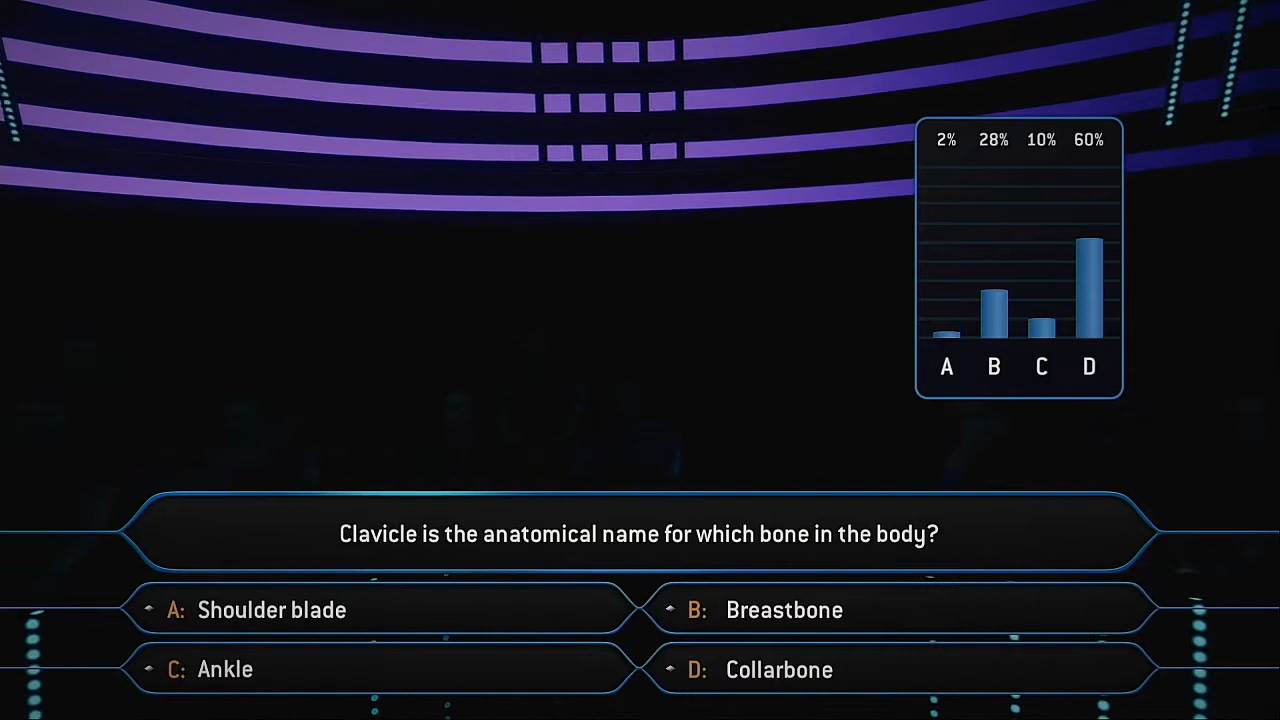 2% 28% 10% 60%
A B C D
Clavicle is the anatomical name for which bone in the body?
A: Shoulder blade
B: Breastbone
C: Ankle
D: Collarbone